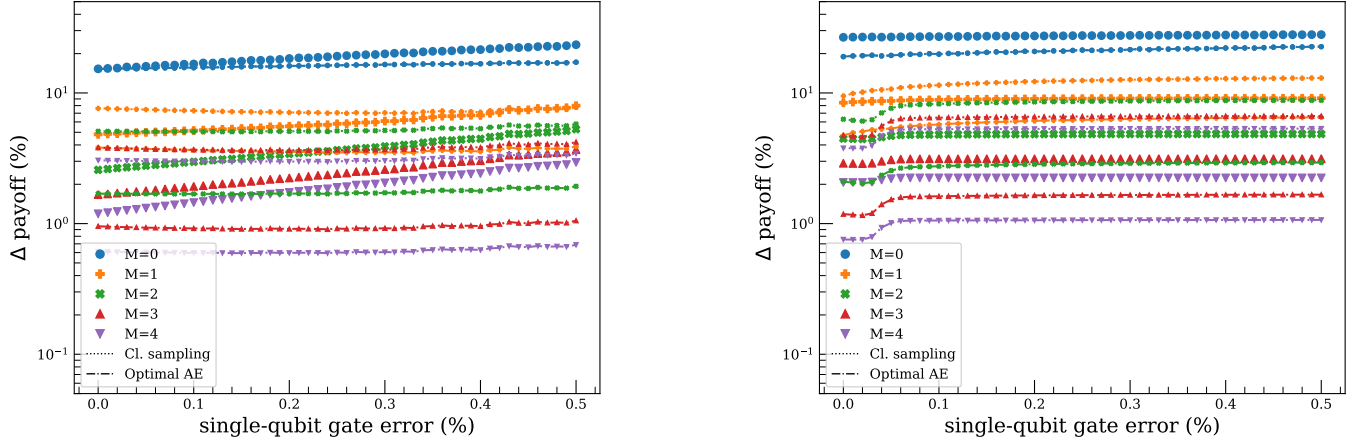 Δ payoff (%)
10¹
10⁰
10⁻¹
M=0
M=1
M=2
M=3
M=4
Cl. sampling
Optimal AE
0.0 0.1 0.2 0.3 0.4 0.5
single-qubit gate error (%)
Δ payoff (%)
10¹
10⁰
10⁻¹
M=0
M=1
M=2
M=3
M=4
Cl. sampling
Optimal AE
0.0 0.1 0.2 0.3 0.4 0.5
single-qubit gate error (%)